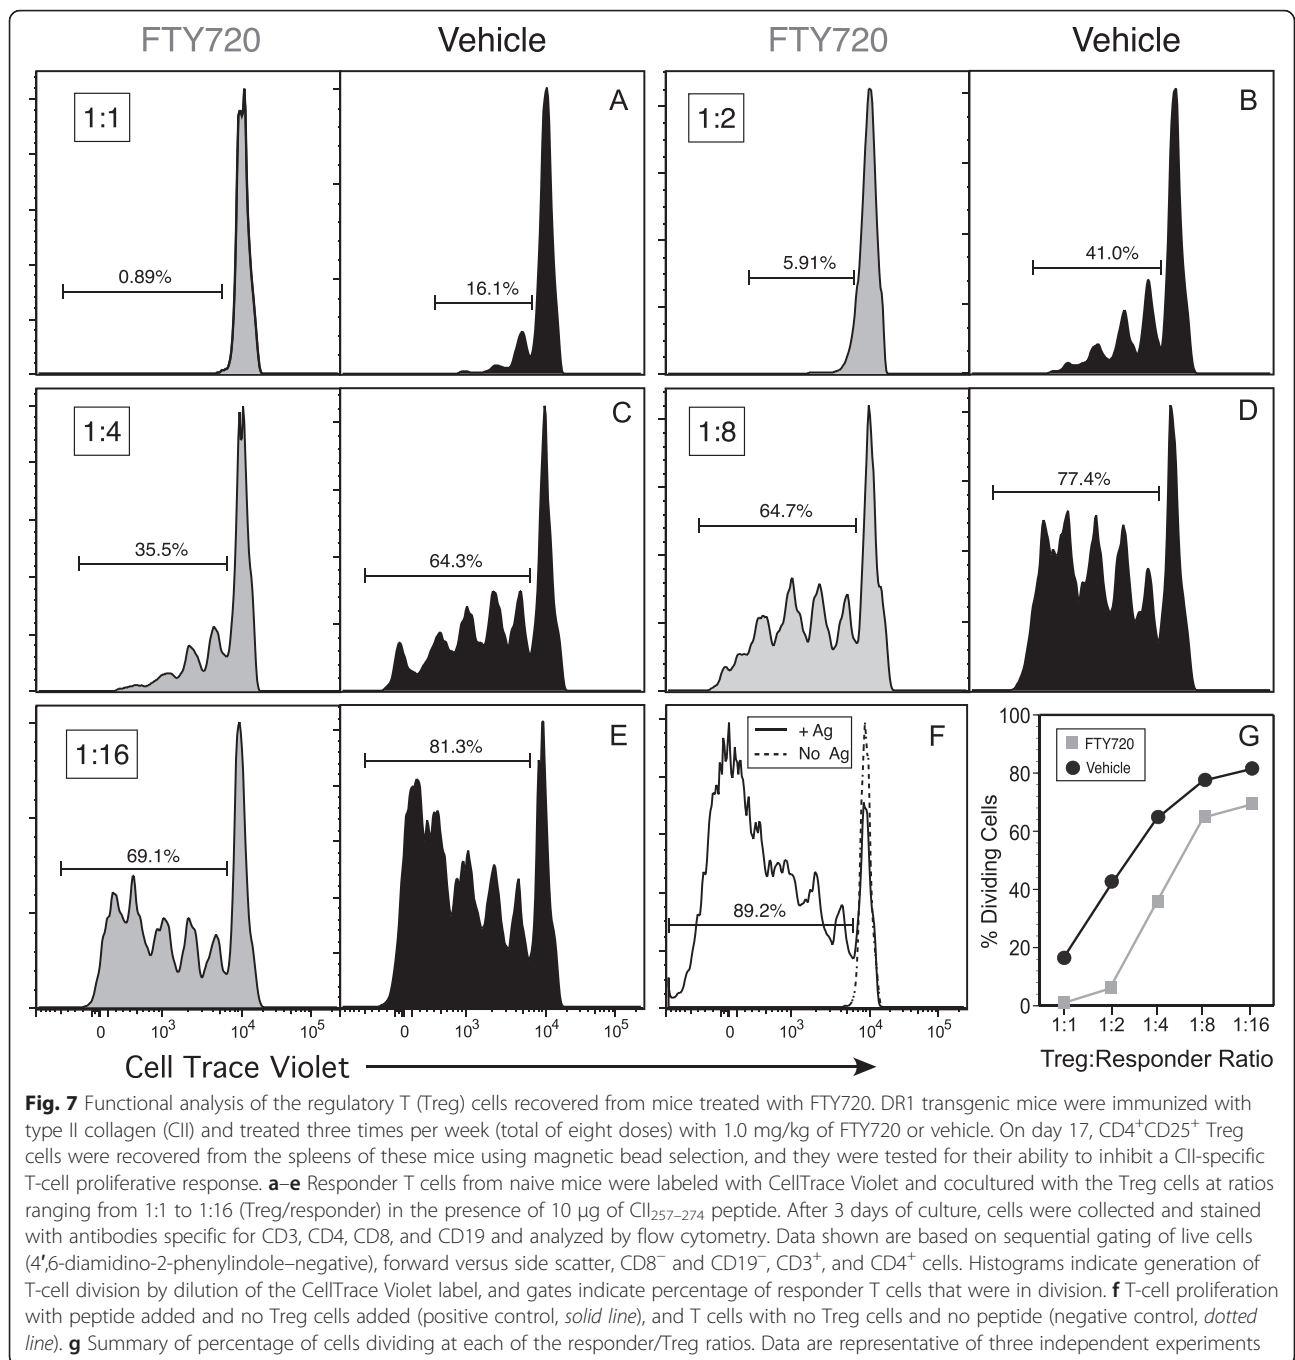 FTY720 Vehicle FTY720 Vehicle
1:1 A 1:2 B
0.89% 16.1% 5.91% 41.0%
1:4 C 1:8 D
35.5% 64.3% 64.7% 77.4%
1:16 E F G
69.1% 81.3% 89.2%
+ Ag
No Ag
100
80
60
40
20
0
% Dividing Cells
FTY720
Vehicle
1:1 1:2 1:4 1:8 1:16
Treg:Responder Ratio
0 10³ 10⁴ 10⁵ 0 10³ 10⁴ 10⁵ 0 10³ 10⁴ 10⁵
Cell Trace Violet
Fig. 7 Functional analysis of the regulatory T (Treg) cells recovered from mice treated with FTY720. DR1 transgenic mice were immunized with
type II collagen (CII) and treated three times per week (total of eight doses) with 1.0 mg/kg of FTY720 or vehicle. On day 17, CD4⁺CD25⁺ Treg
cells were recovered from the spleens of these mice using magnetic bead selection, and they were tested for their ability to inhibit a CII-specific
T-cell proliferative response. a–e Responder T cells from naive mice were labeled with CellTrace Violet and cocultured with the Treg cells at ratios
ranging from 1:1 to 1:16 (Treg/responder) in the presence of 10 μg of CII₂₅₇₋₂₇₄ peptide. After 3 days of culture, cells were collected and stained
with antibodies specific for CD3, CD4, CD8, and CD19 and analyzed by flow cytometry. Data shown are based on sequential gating of live cells
(4′,6-diamidino-2-phenylindole–negative), forward versus side scatter, CD8⁻ and CD19⁻, CD3⁺, and CD4⁺ cells. Histograms indicate generation of
T-cell division by dilution of the CellTrace Violet label, and gates indicate percentage of responder T cells that were in division. f T-cell proliferation
with peptide added and no Treg cells added (positive control, solid line), and T cells with no Treg cells and no peptide (negative control, dotted
line). g Summary of percentage of cells dividing at each of the responder/Treg ratios. Data are representative of three independent experiments